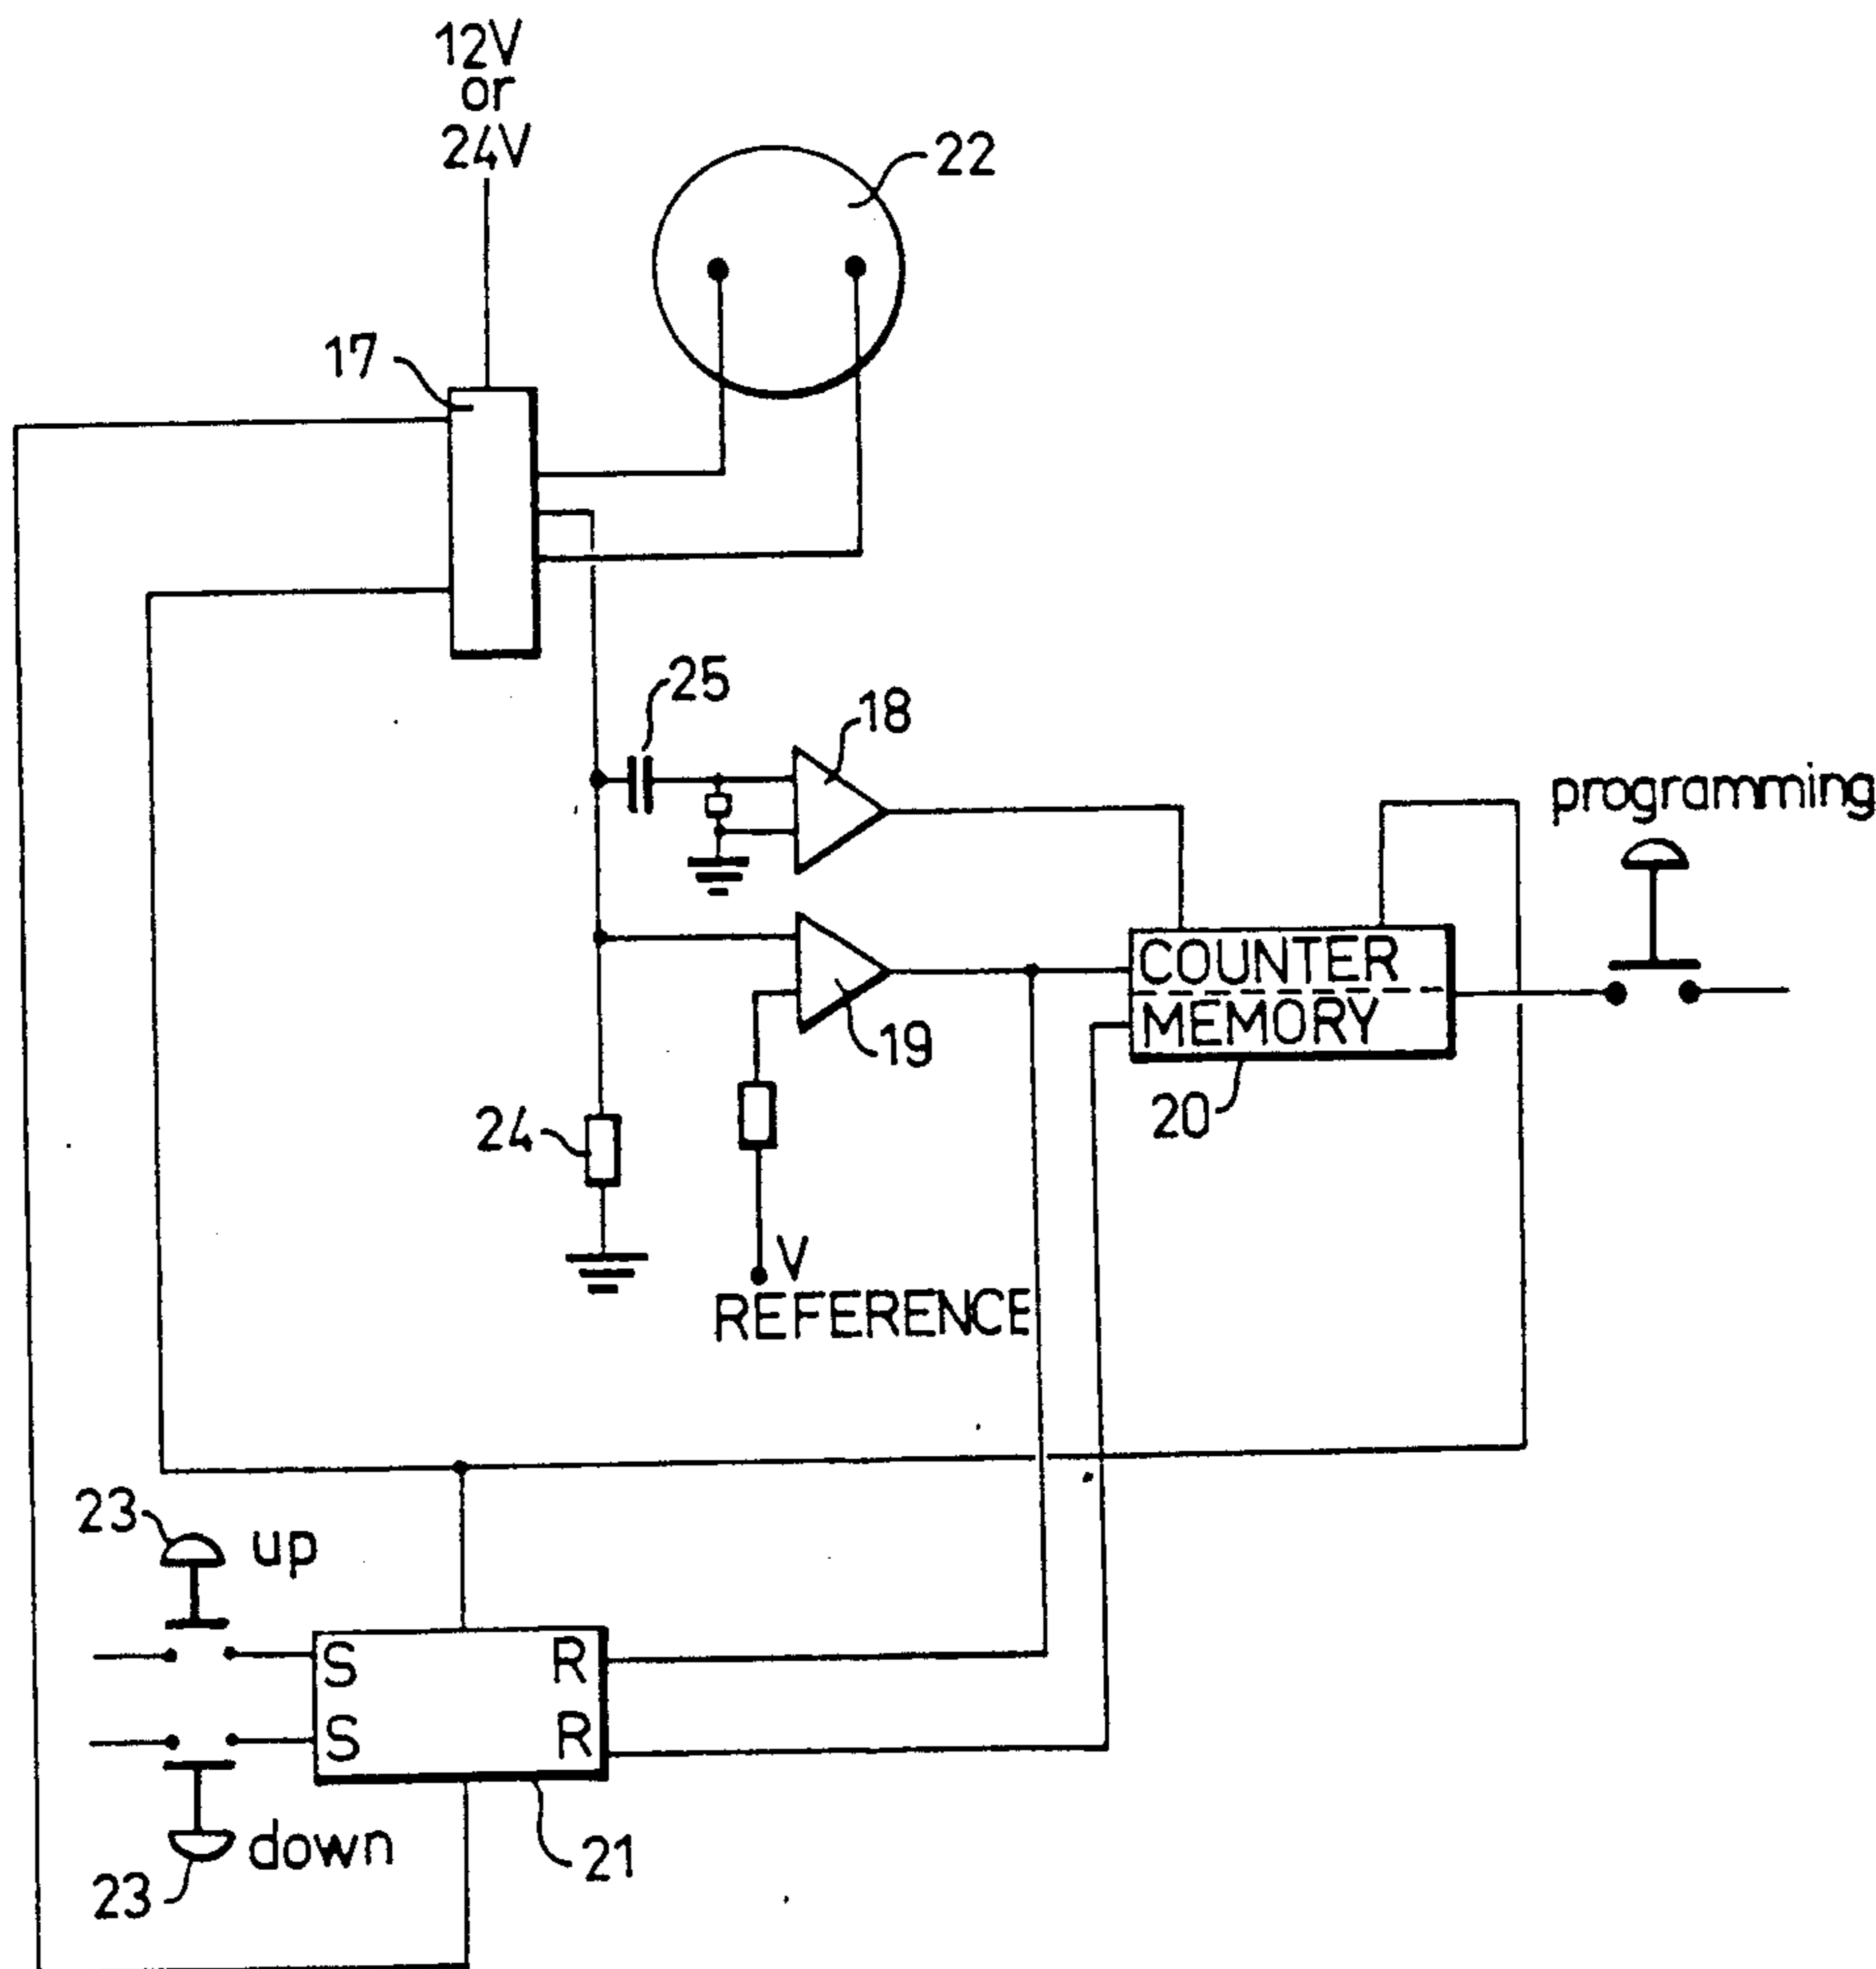 12V
or
24V
22
17
25
18
programming
COUNTER
MEMORY
19
20
24
V
REFERENCE
23
up
S
R
S
R
down
21
23